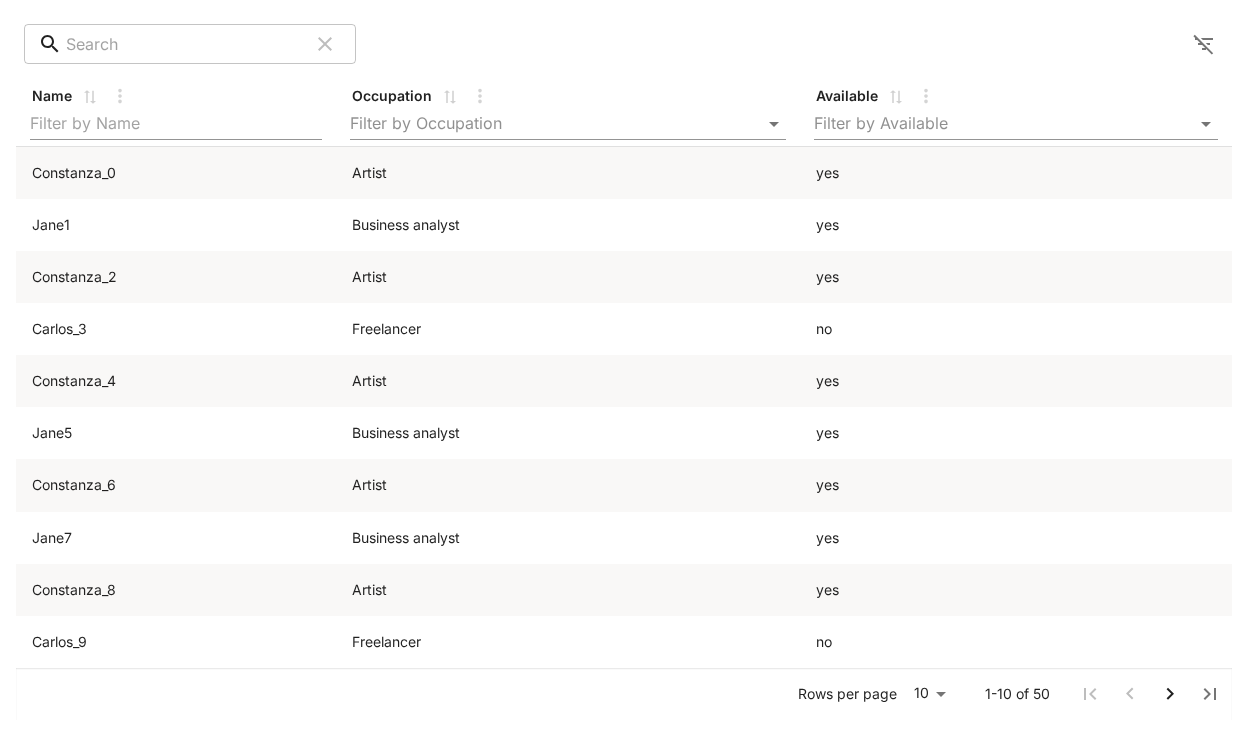 Search
Name Occupation Available
Filter by Name Filter by Occupation Filter by Available
Constanza_0 Artist yes
Jane1 Business analyst yes
Constanza_2 Artist yes
Carlos_3 Freelancer no
Constanza_4 Artist yes
Jane5 Business analyst yes
Constanza_6 Artist yes
Jane7 Business analyst yes
Constanza_8 Artist yes
Carlos_9 Freelancer no
Rows per page 10 1-10 of 50